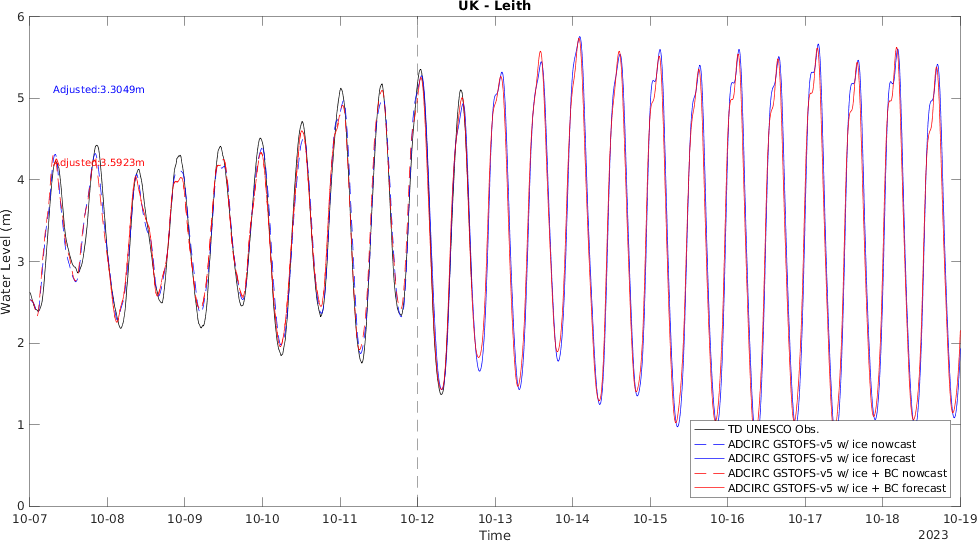 UK - Leith
6
5
4
3
2
1
0
Water Level (m)
Adjusted:3.3049m
Adjusted:3.5923m
TD UNESCO Obs.
ADCIRC GSTOFS-v5 w/ ice nowcast
ADCIRC GSTOFS-v5 w/ ice forecast
ADCIRC GSTOFS-v5 w/ ice + BC nowcast
ADCIRC GSTOFS-v5 w/ ice + BC forecast
10-07 10-08 10-09 10-10 10-11 10-12 10-13 10-14 10-15 10-16 10-17 10-18 10-19
Time
2023